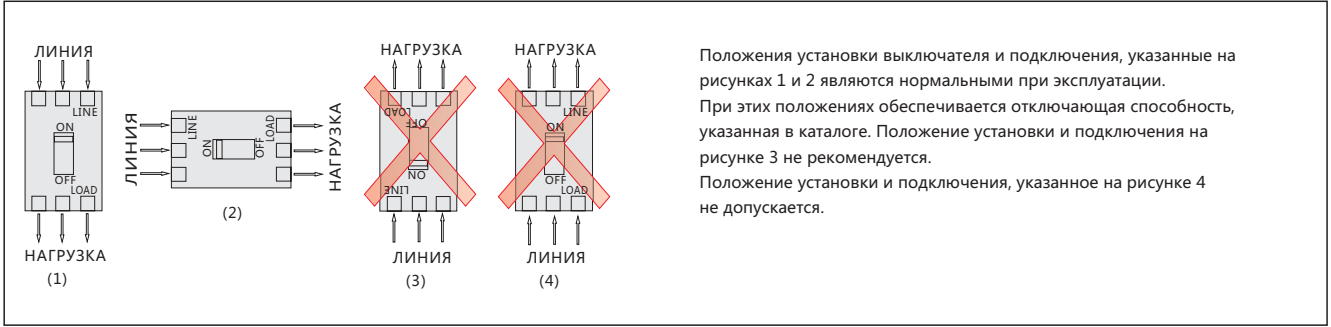 ЛИНИЯ
LINE
ON
OFF
LOAD
НАГРУЗКА
(1)
ЛИНИЯ
LINE
ON
OFF
LOAD
НАГРУЗКА
(2)
НАГРУЗКА
LOAD
OFF
ON
LINE
ЛИНИЯ
(3)
НАГРУЗКА
LINE
ON
OFF
LOAD
ЛИНИЯ
(4)
Положения установки выключателя и подключения, указанные на
рисунках 1 и 2 являются нормальными при эксплуатации.
При этих положениях обеспечивается отключающая способность,
указанная в каталоге. Положение установки и подключения на
рисунке 3 не рекомендуется.
Положение установки и подключения, указанное на рисунке 4
не допускается.